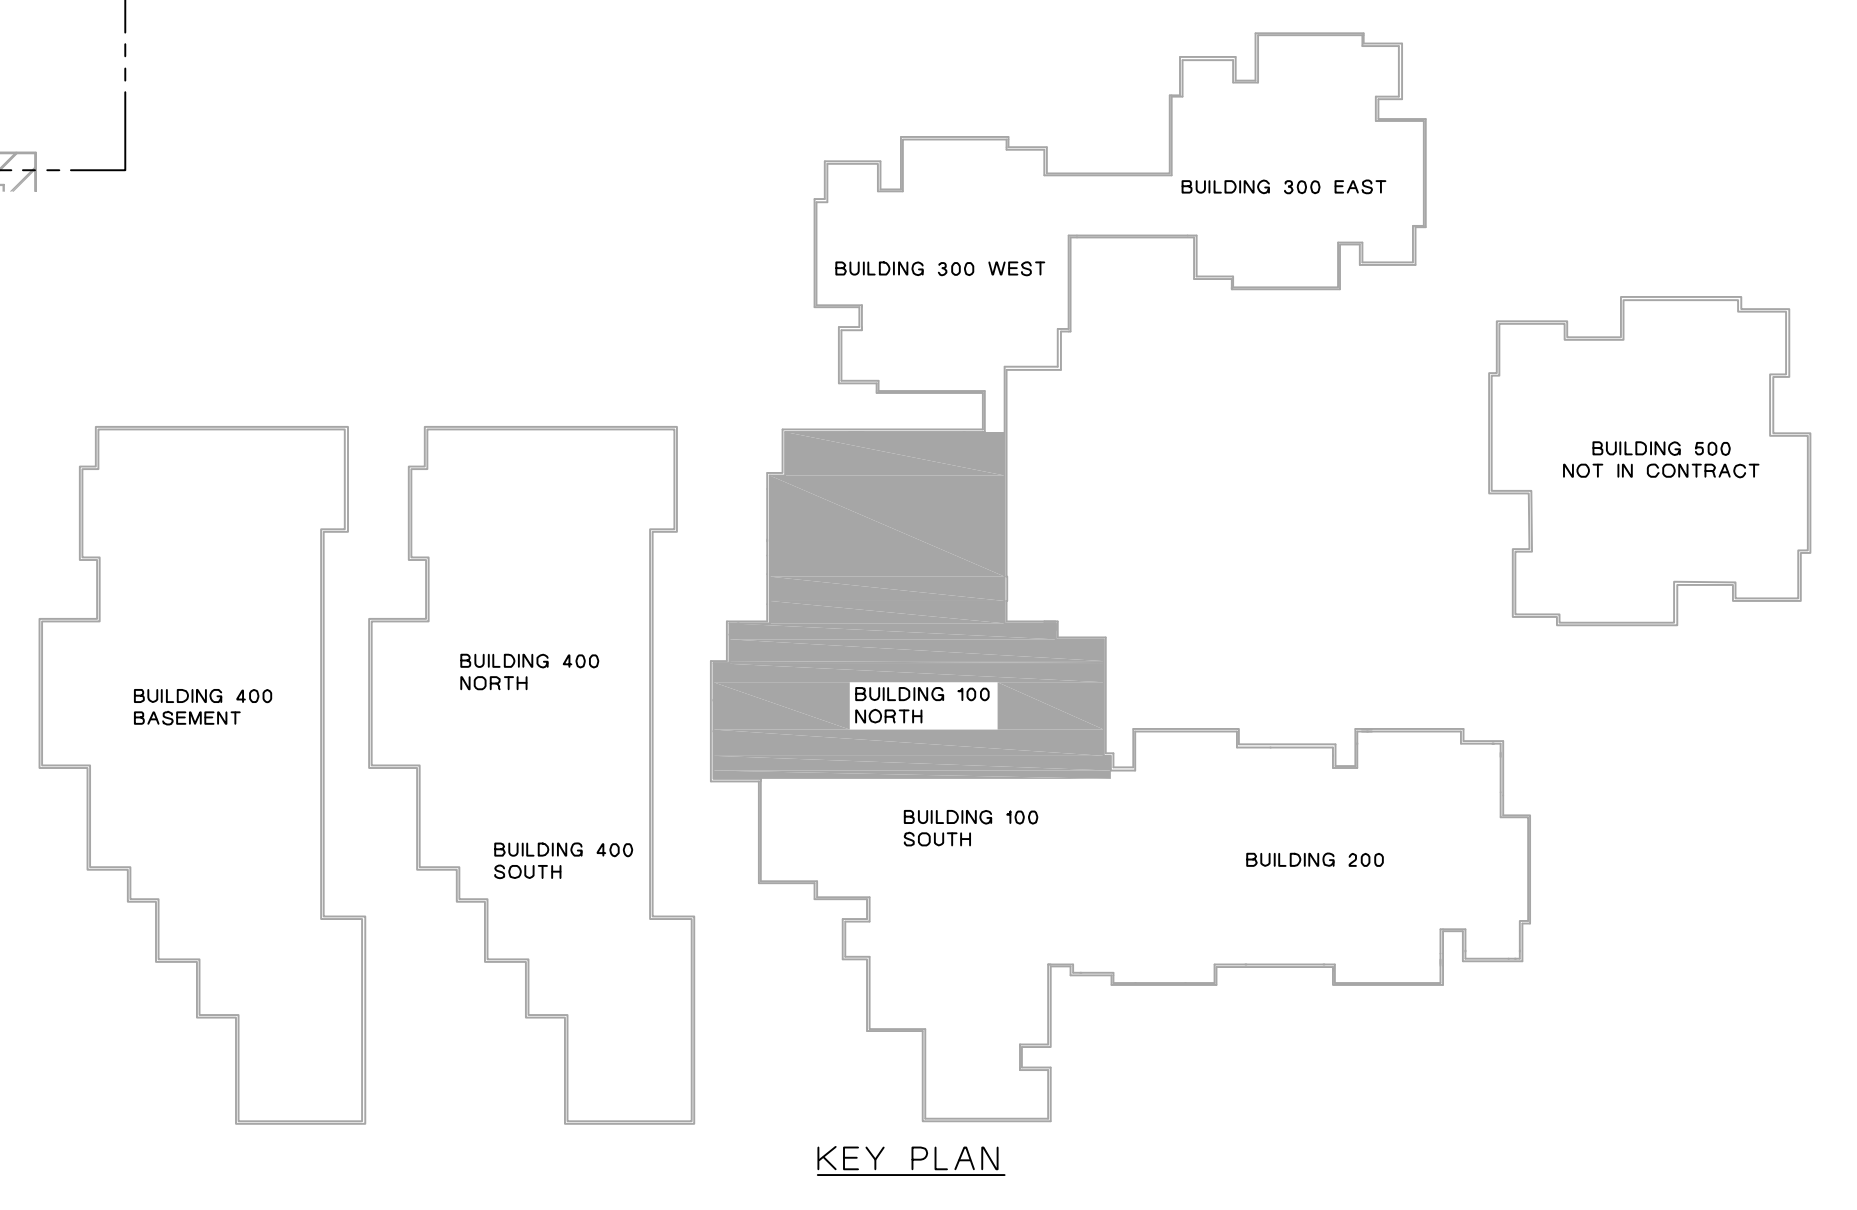 BUILDING 300 EAST
BUILDING 300 WEST
BUILDING 500
NOT IN CONTRACT
BUILDING 400
NORTH
BUILDING 400
BASEMENT
BUILDING 100
NORTH
BUILDING 100
SOUTH
BUILDING 400
SOUTH
BUILDING 200
KEY PLAN